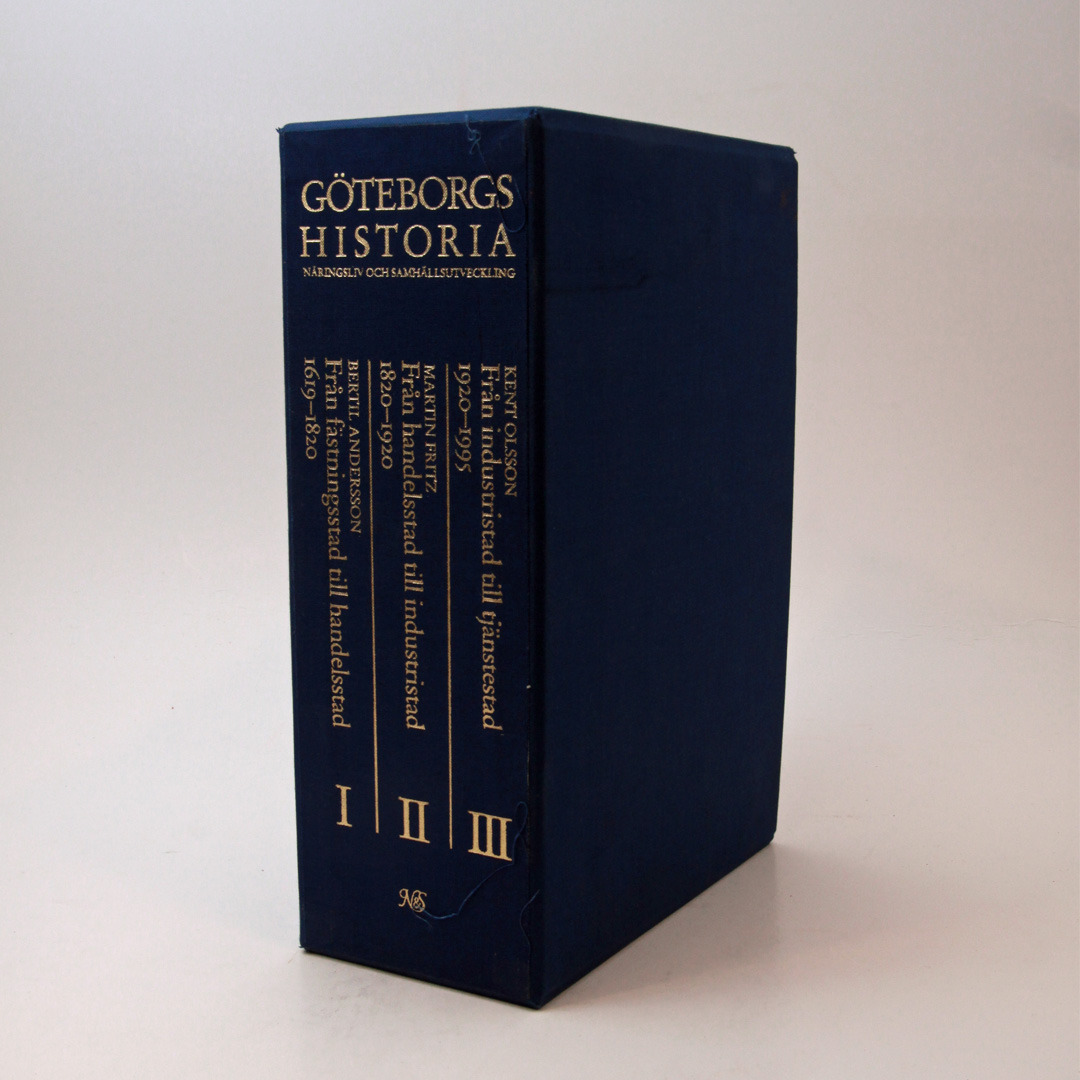 GÖTEBORGS
HISTORIA
NÄRINGSLIV OCH SAMHÄLLSUTVECKLING
BERTIL ANDERSSON
Från fästningsstad till handelsstad
1619–1820
I
MARTIN FRITZ
Från handelsstad till industristad
1820–1920
II
KENT OLSSON
Från industristad till tjänstestad
1920–1995
III
N&S